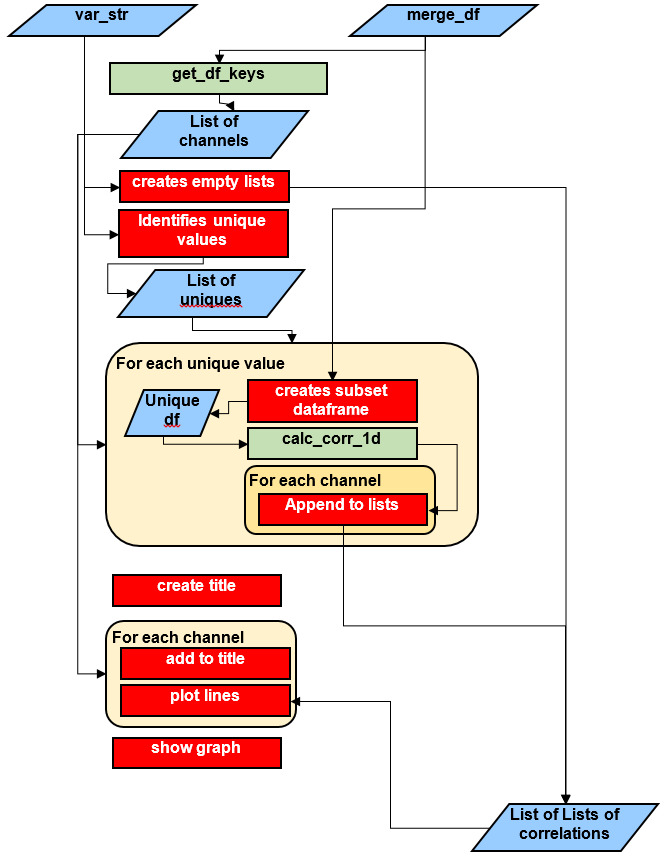 var_str
merge_df
get_df_keys
List of
channels
creates empty lists
Identifies unique
values
List of
uniques
For each unique value
creates subset
dataframe
Unique
df
calc_corr_1d
For each channel
Append to lists
create title
For each channel
add to title
plot lines
show graph
List of Lists of
correlations